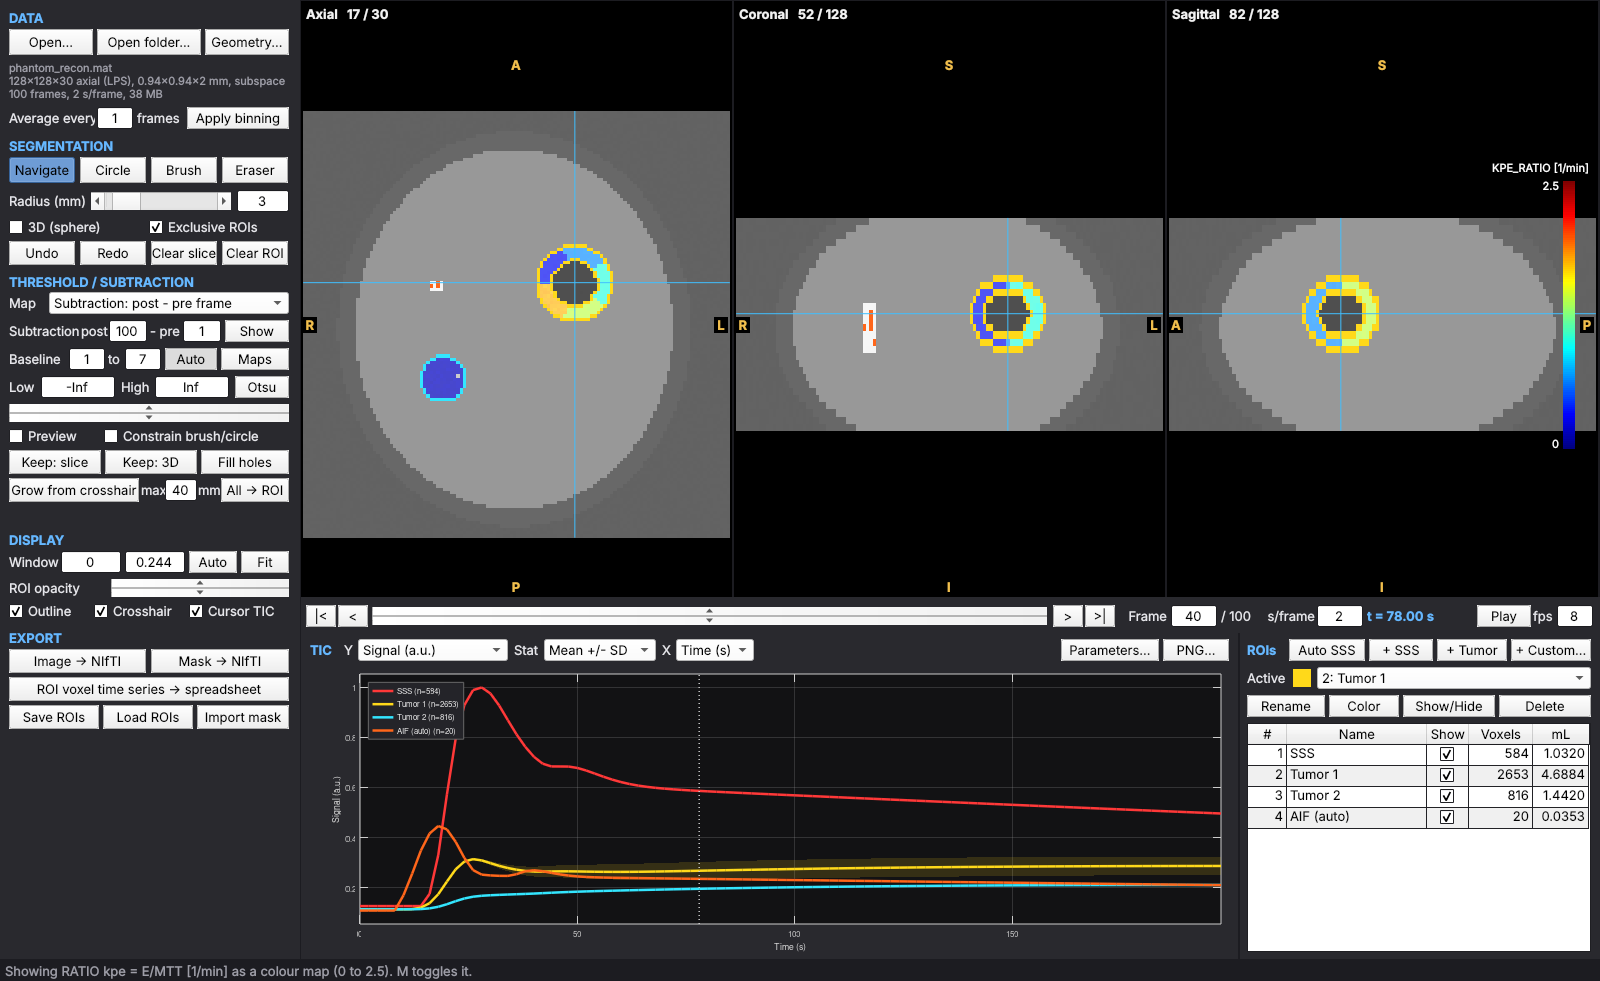 DATA
Open...
Open folder...
Geometry...
phantom_recon.mat
128×128×30 axial (LPS), 0.94×0.94×2 mm, subspace
100 frames, 2 s/frame, 38 MB
Average every 1 frames Apply binning
SEGMENTATION
Navigate Circle Brush Eraser
Radius (mm) 3
3D (sphere) Exclusive ROIs
Undo Redo Clear slice Clear ROI
THRESHOLD / SUBTRACTION
Map Subtraction: post - pre frame
Subtraction post 100 - pre 1 Show
Baseline 1 to 7 Auto Maps
Low -Inf High Inf Otsu
Preview Constrain brush/circle
Keep: slice Keep: 3D Fill holes
Grow from crosshair max 40 mm All → ROI
DISPLAY
Window 0 0.244 Auto Fit
ROI opacity
Outline Crosshair Cursor TIC
EXPORT
Image → NIfTI Mask → NIfTI
ROI voxel time series → spreadsheet
Save ROIs Load ROIs Import mask
Axial 17 / 30
A
R
L
P
Coronal 52 / 128
S
R
L
I
Sagittal 82 / 128
S
A
P
I
KPE_RATIO [1/min]
2.5
0
|< < > >| Frame 40 / 100 s/frame 2 t = 78.00 s Play fps 8
TIC Y Signal (a.u.) Stat Mean +/- SD X Time (s) Parameters... PNG...
SSS (n=584)
Tumor 1 (n=2653)
Tumor 2 (n=816)
AIF (auto) (n=20)
Signal (a.u.)
1
0.8
0.6
0.4
0.2
0 50 100 150
Time (s)
ROIs Auto SSS + SSS + Tumor + Custom...
Active 2: Tumor 1
Rename Color Show/Hide Delete
# Name Show Voxels mL
1 SSS 584 1.0320
2 Tumor 1 2653 4.6884
3 Tumor 2 816 1.4420
4 AIF (auto) 20 0.0353
Showing RATIO kpe = E/MTT [1/min] as a colour map (0 to 2.5). M toggles it.